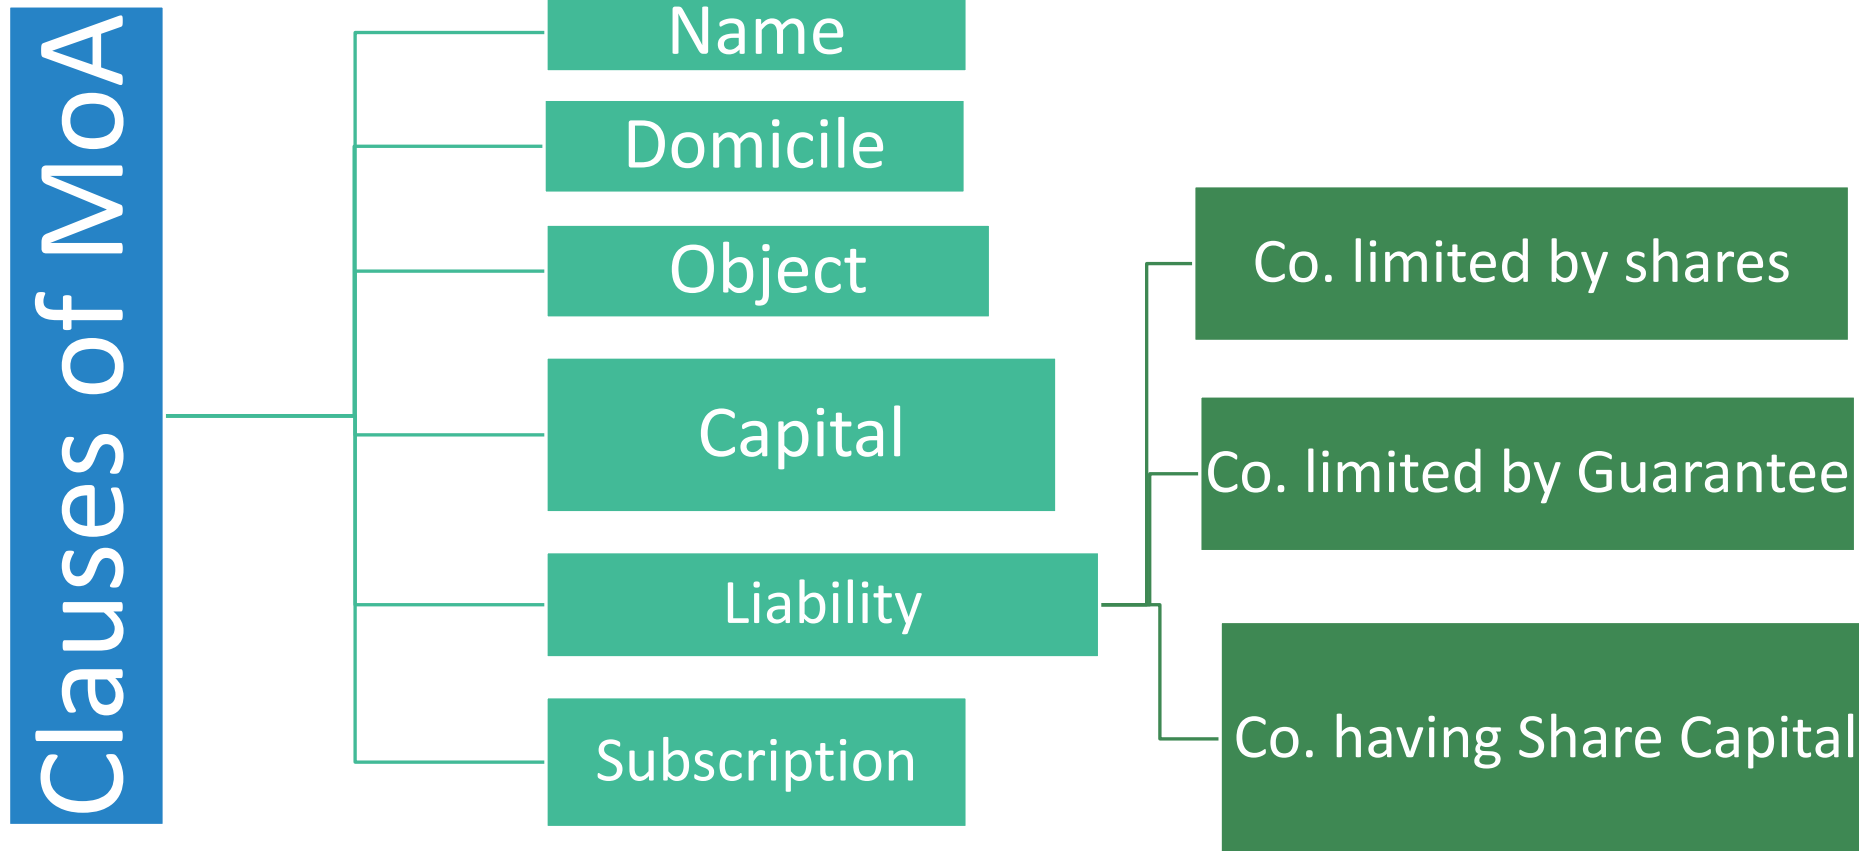 Clauses of MoA
Name
Domicile
Object
Capital
Liability
Subscription
Co. limited by shares
Co. limited by Guarantee
Co. having Share Capital